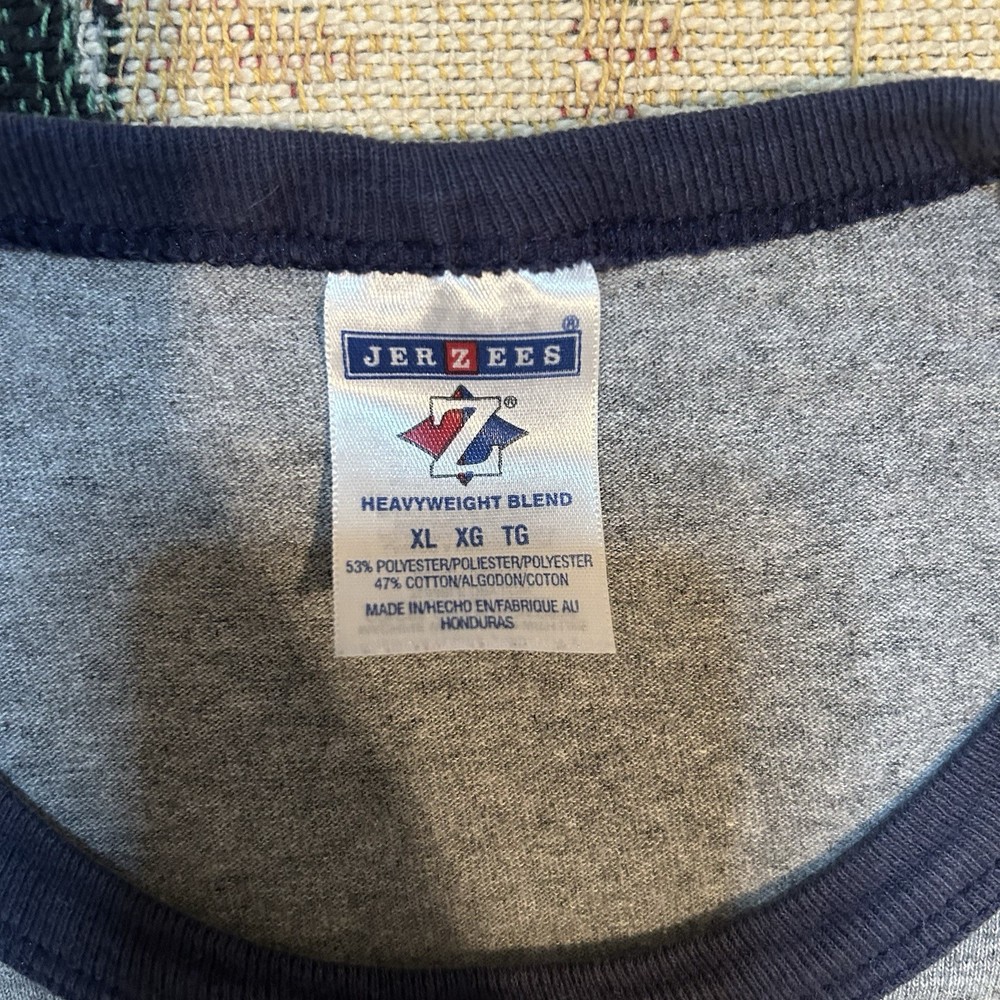 JERZEES®
Z®
HEAVYWEIGHT BLEND
XL XG TG
53% POLYESTER/POLIESTER/POLYESTER
47% COTTON/ALGODON/COTON
MADE IN/HECHO EN/FABRIQUE AU
HONDURAS